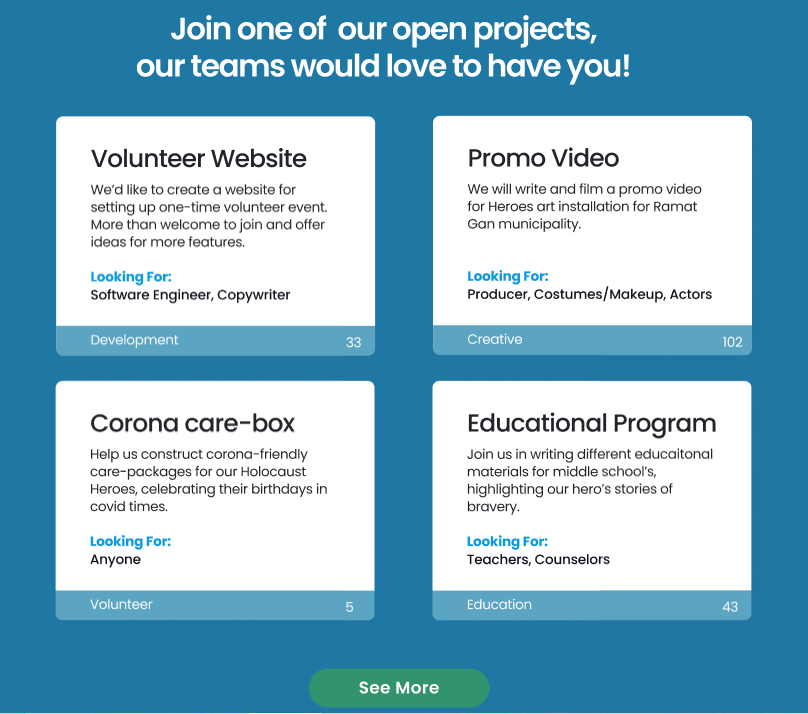 Join one of our open projects,
our teams would love to have you!
Volunteer Website
We'd like to create a website for
setting up one-time volunteer event.
More than welcome to join and offer
ideas for more features.
Looking For:
Software Engineer, Copywriter
Development 33
Promo Video
We will write and film a promo video
for Heroes art installation for Ramat
Gan municipality.
Looking For:
Producer, Costumes/Makeup, Actors
Creative 102
Corona care-box
Help us construct corona-friendly
care-packages for our Holocaust
Heroes, celebrating their birthdays in
covid times.
Looking For:
Anyone
Volunteer 5
Educational Program
Join us in writing different educaitonal
materials for middle school's,
highlighting our hero's stories of
bravery.
Looking For:
Teachers, Counselors
Education 43
See More